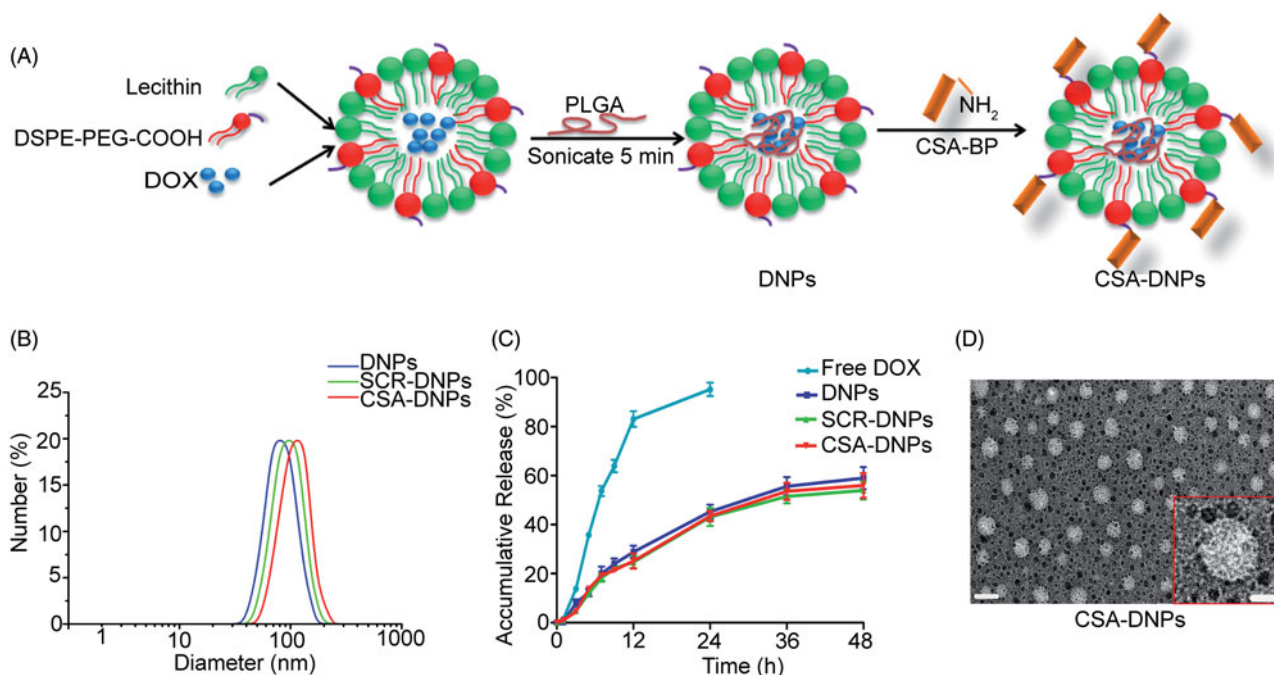 (A)
Lecithin
DSPE-PEG-COOH
DOX
PLGA
Sonicate 5 min
NH2
CSA-BP
DNPs
CSA-DNPs
(B)
DNPs
SCR-DNPs
CSA-DNPs
Number (%)
25
20
15
10
5
0
1
10
100
1000
Diameter (nm)
(C)
Free DOX
DNPs
SCR-DNPs
CSA-DNPs
Accumulative Release (%)
100
80
60
40
20
0
0
12
24
36
48
Time (h)
(D)
CSA-DNPs